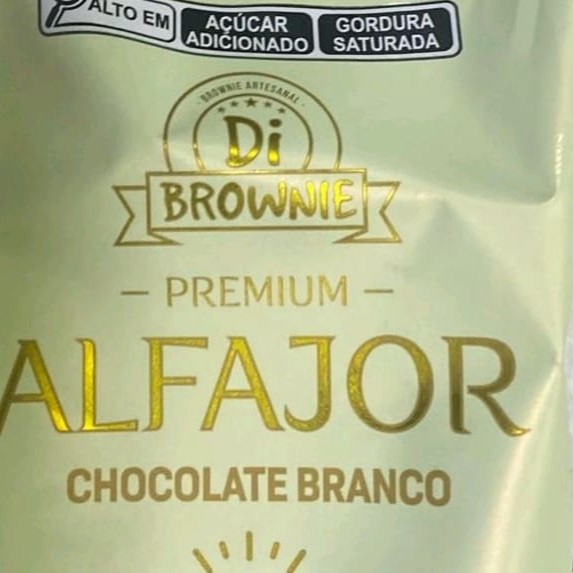 ALTO EM
AÇÚCAR
ADICIONADO
GORDURA
SATURADA
BROWNIE ARTESANAL
Di
BROWNIE
— PREMIUM —
ALFAJOR
CHOCOLATE BRANCO